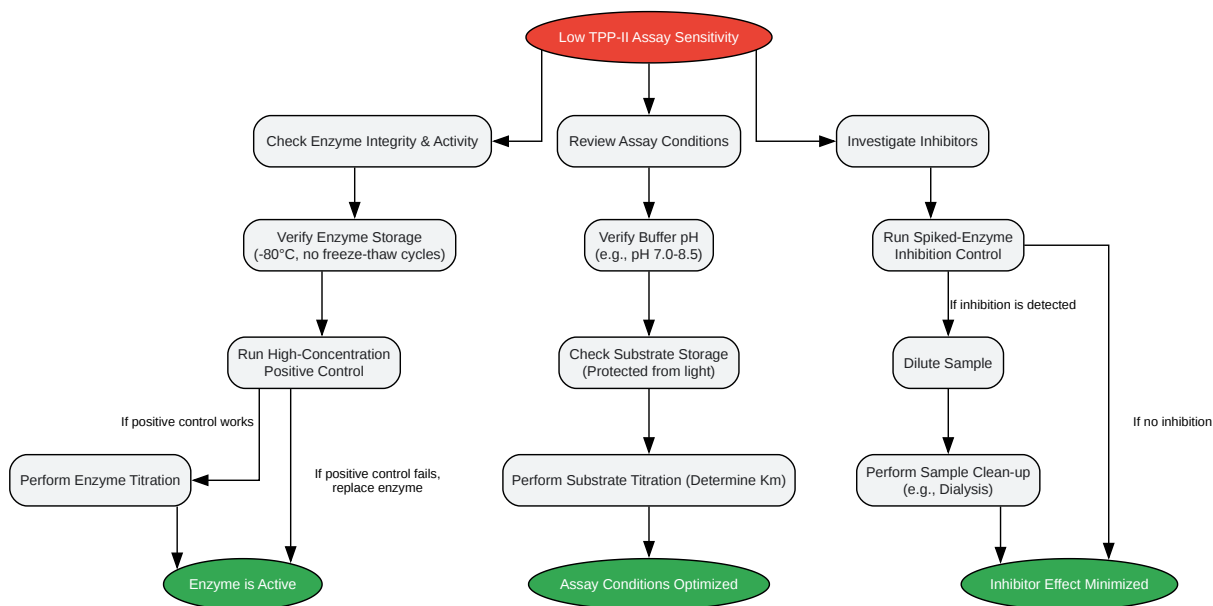 Low TPP-II Assay Sensitivity
Check Enzyme Integrity & Activity
Review Assay Conditions
Investigate Inhibitors
Verify Enzyme Storage
(-80°C, no freeze-thaw cycles)
Verify Buffer pH
(e.g., pH 7.0-8.5)
Run Spiked-Enzyme
Inhibition Control
If inhibition is detected
Run High-Concentration
Positive Control
Check Substrate Storage
(Protected from light)
Dilute Sample
If positive control works
If no inhibition
If positive control fails,
replace enzyme
Perform Enzyme Titration
Perform Substrate Titration (Determine Km)
Perform Sample Clean-up
(e.g., Dialysis)
Enzyme is Active
Assay Conditions Optimized
Inhibitor Effect Minimized